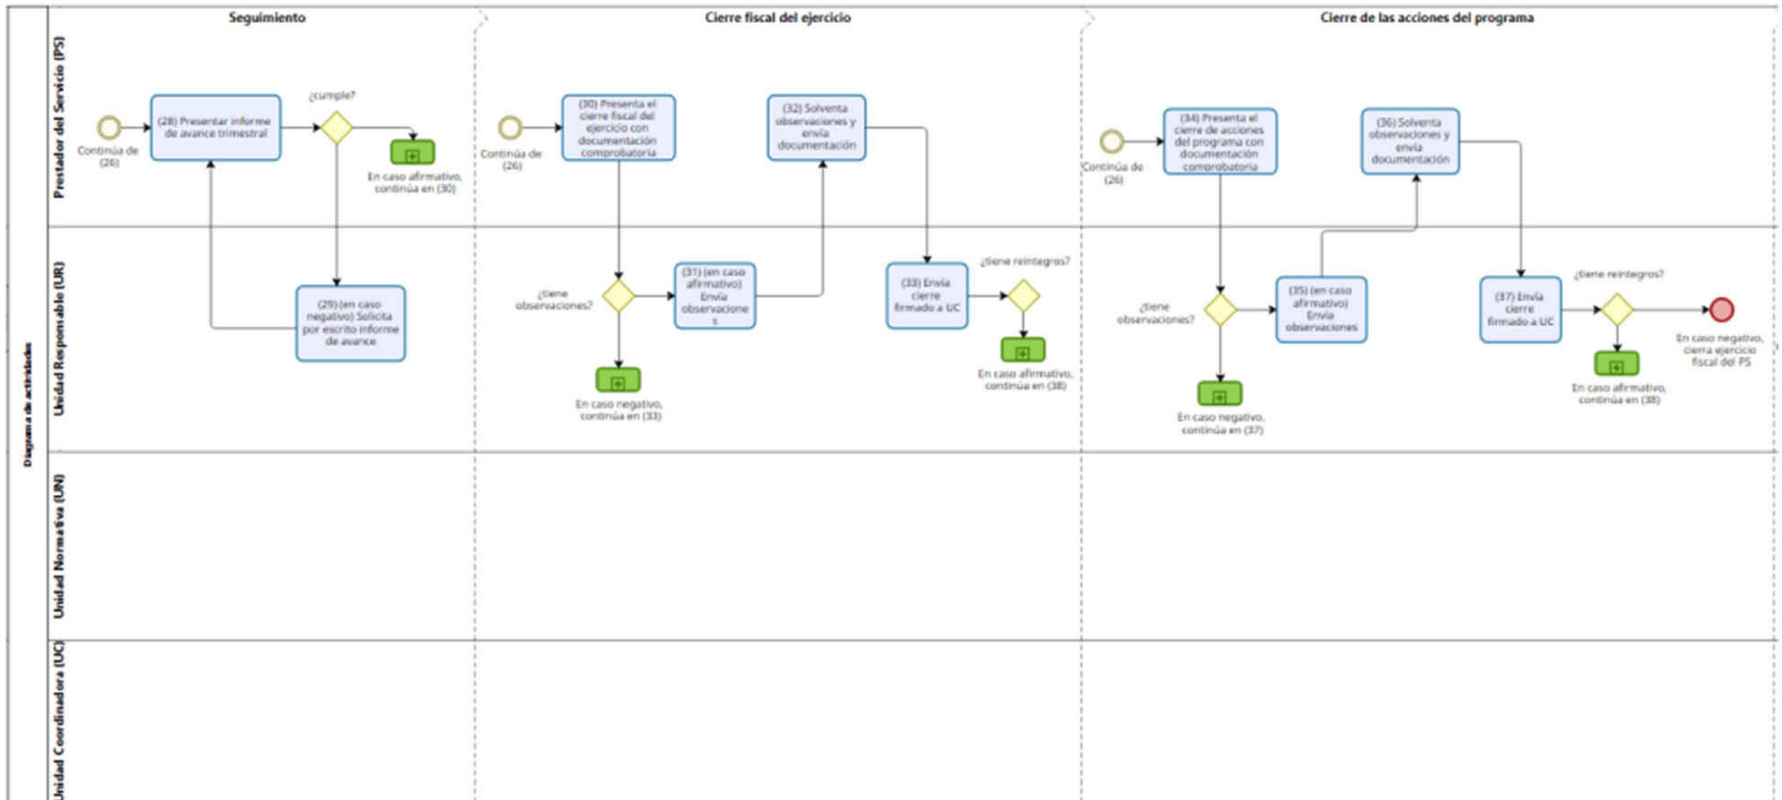 Seguimiento
Cierre fiscal del ejercicio
Cierre de las acciones del programa
Diagrama de actividades
Prestador del Servicio (PS)
Continúa de
(26)
(28) Presentar informe
de avance trimestral
¿cumple?
En caso afirmativo,
continúa en (30)
Continúa de
(26)
(30) Presenta el
cierre fiscal del
ejercicio con
documentación
comprobatoria
(32) Solventa
observaciones y
envía
documentación
Continúa de
(26)
(34) Presenta el
cierre de acciones
del programa con
documentación
comprobatoria
(36) Solventa
observaciones y
envía
documentación
Unidad Responsable (UR)
(29) (en caso
negativo) Solicita
por escrito informe
de avance
¿tiene
observaciones?
En caso negativo,
continúa en (33)
(31) (en caso
afirmativo)
Envía
observacione
s
(33) Envía
cierre
firmado a UC
¿tiene reintegros?
En caso afirmativo,
continúa en (38)
¿tiene
observaciones?
En caso negativo,
continúa en (37)
(35) (en caso
afirmativo)
Envía
observaciones
(37) Envía
cierre
firmado a UC
¿tiene reintegros?
En caso afirmativo,
continúa en (38)
En caso negativo,
cierra ejercicio
fiscal del PS
Unidad Normativa (UN)
Unidad Coordinadora (UC)